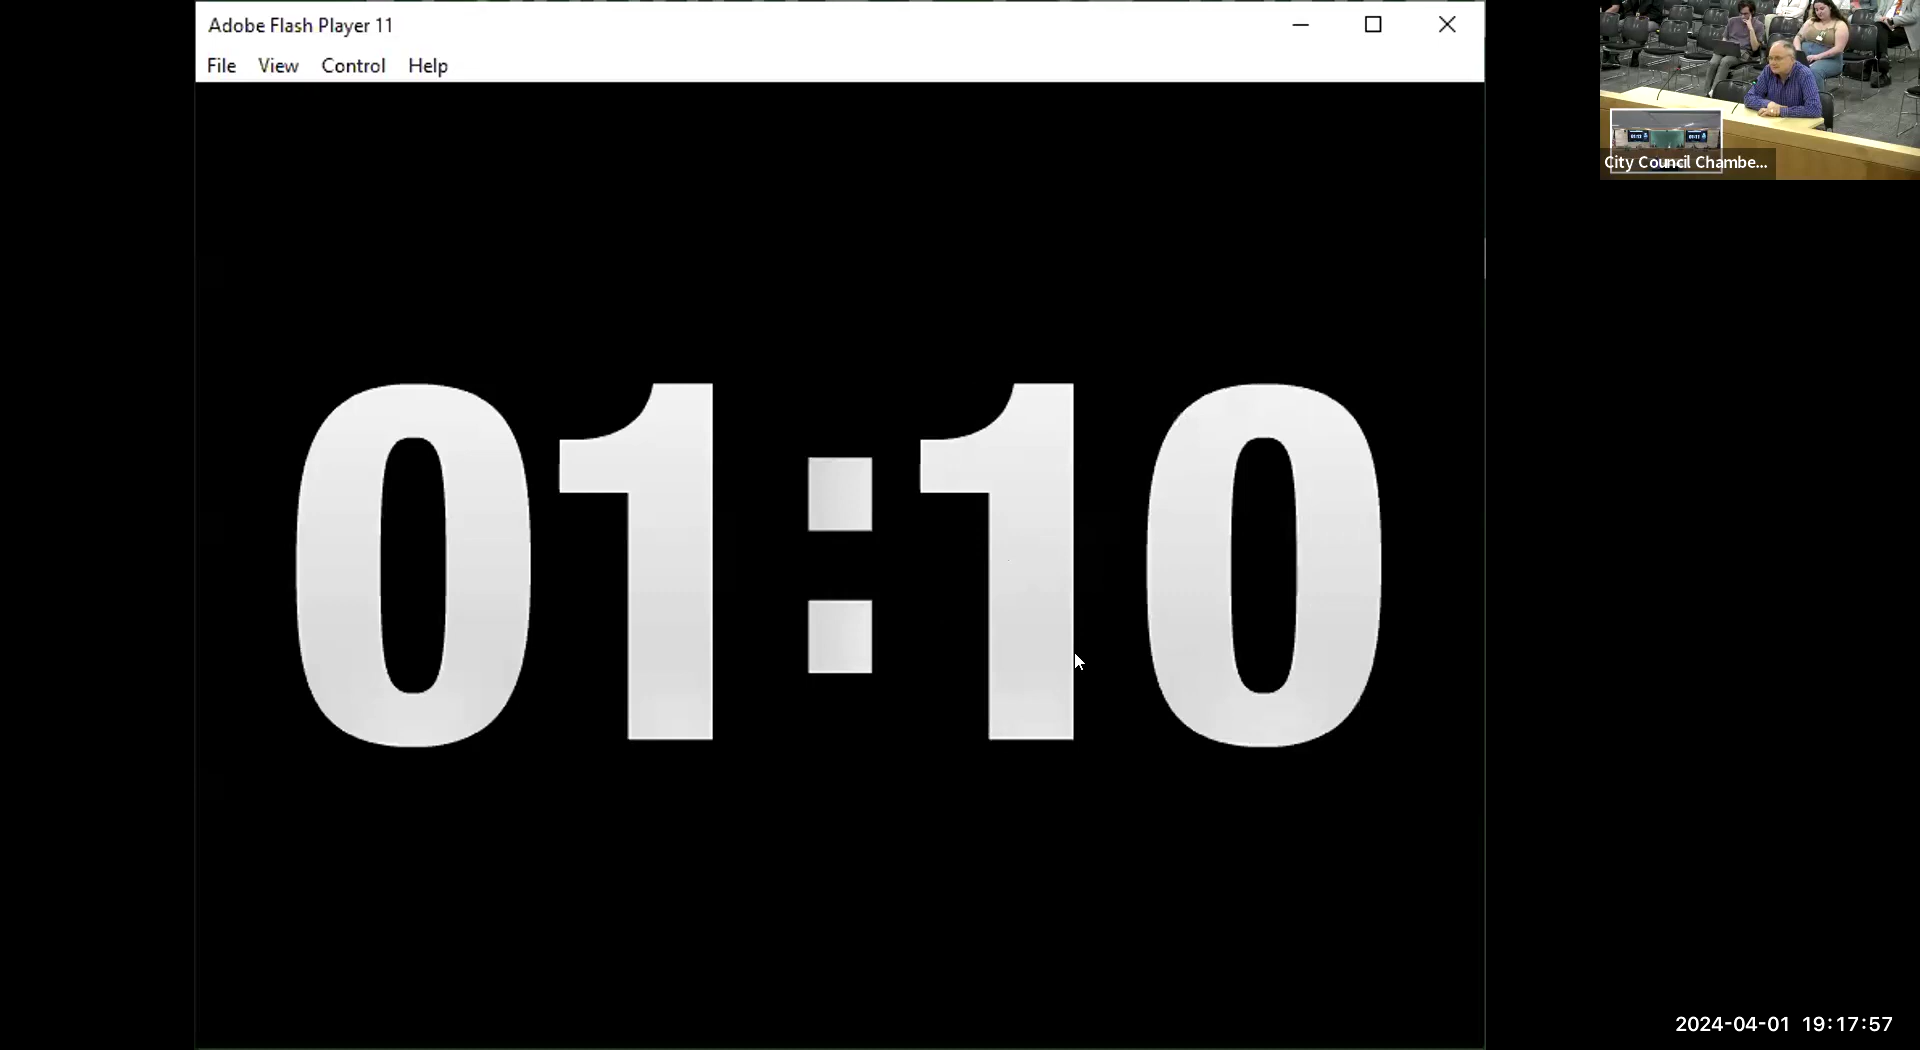 Adobe Flash Player 11
File View Control Help
01:10
City Council Chambe...
2024-04-01 19:17:57